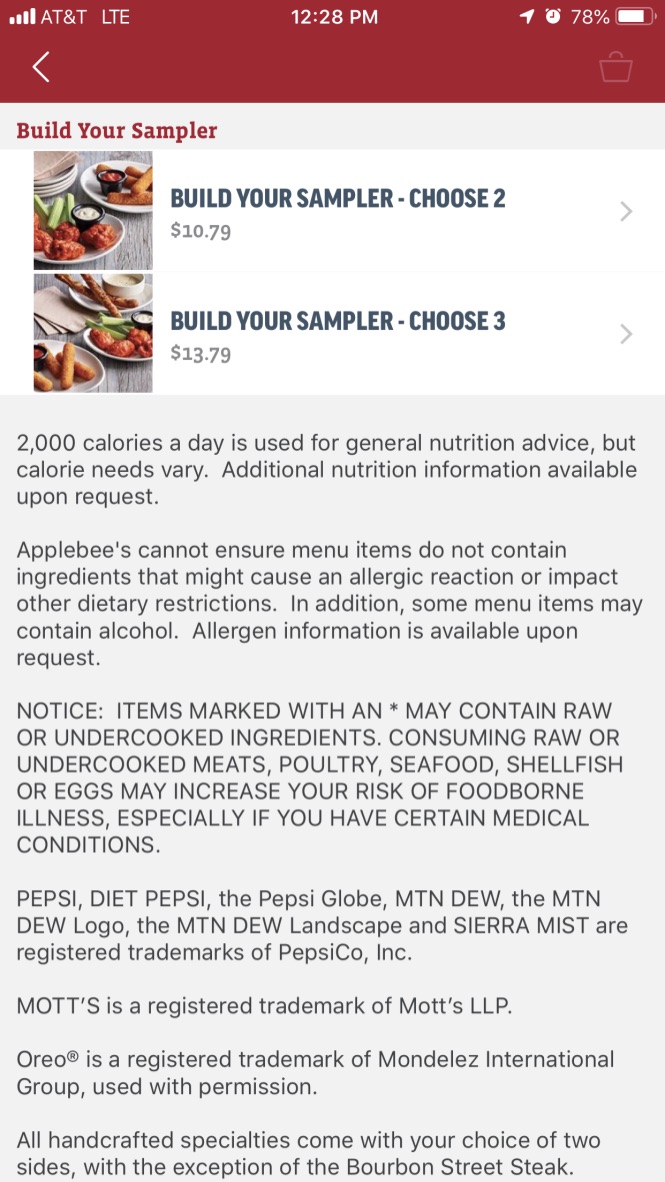 AT&T LTE 12:28 PM 78%
Build Your Sampler
BUILD YOUR SAMPLER - CHOOSE 2
$10.79
BUILD YOUR SAMPLER - CHOOSE 3
$13.79
2,000 calories a day is used for general nutrition advice, but
calorie needs vary.  Additional nutrition information available
upon request.
Applebee's cannot ensure menu items do not contain
ingredients that might cause an allergic reaction or impact
other dietary restrictions.  In addition, some menu items may
contain alcohol.  Allergen information is available upon
request.
NOTICE:  ITEMS MARKED WITH AN * MAY CONTAIN RAW
OR UNDERCOOKED INGREDIENTS. CONSUMING RAW OR
UNDERCOOKED MEATS, POULTRY, SEAFOOD, SHELLFISH
OR EGGS MAY INCREASE YOUR RISK OF FOODBORNE
ILLNESS, ESPECIALLY IF YOU HAVE CERTAIN MEDICAL
CONDITIONS.
PEPSI, DIET PEPSI, the Pepsi Globe, MTN DEW, the MTN
DEW Logo, the MTN DEW Landscape and SIERRA MIST are
registered trademarks of PepsiCo, Inc.
MOTT’S is a registered trademark of Mott’s LLP.
Oreo® is a registered trademark of Mondelez International
Group, used with permission.
All handcrafted specialties come with your choice of two
sides, with the exception of the Bourbon Street Steak.